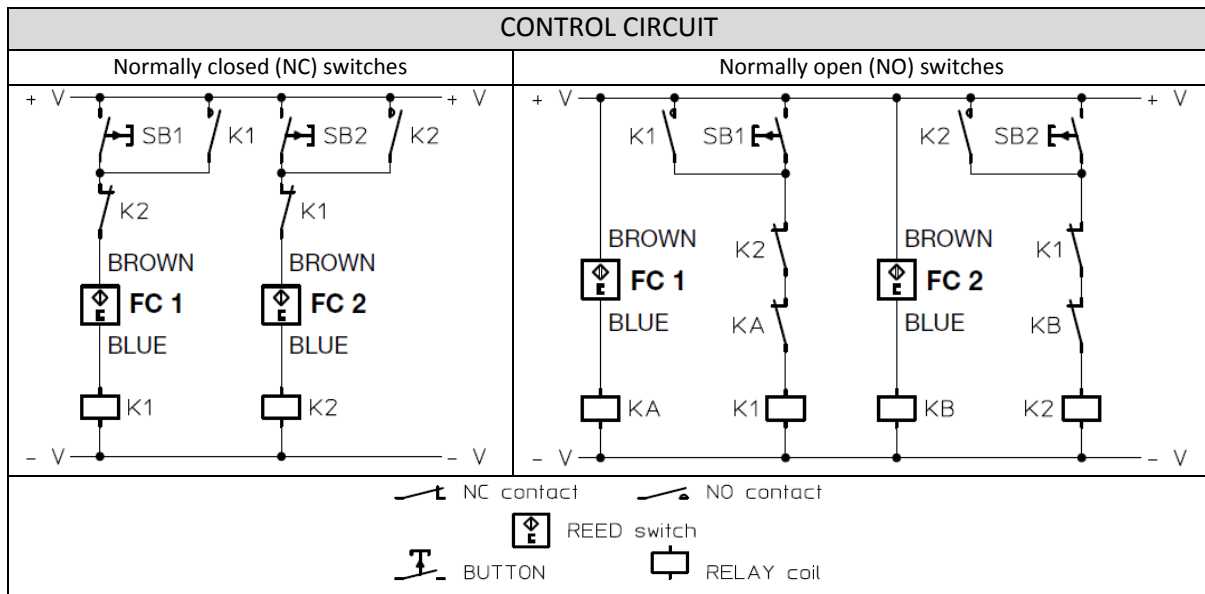 CONTROL CIRCUIT
Normally closed (NC) switches
Normally open (NO) switches
+ V + V
SB1 K1 SB2 K2
K2 K1
BROWN BROWN
FC 1 FC 2
BLUE BLUE
K1 K2
- V - V
+ V + V
K1 SB1 K2 SB2
BROWN K2 BROWN K1
FC 1 FC 2
BLUE KA BLUE KB
KA K1 KB K2
- V - V
NC contact NO contact
REED switch
BUTTON RELAY coil